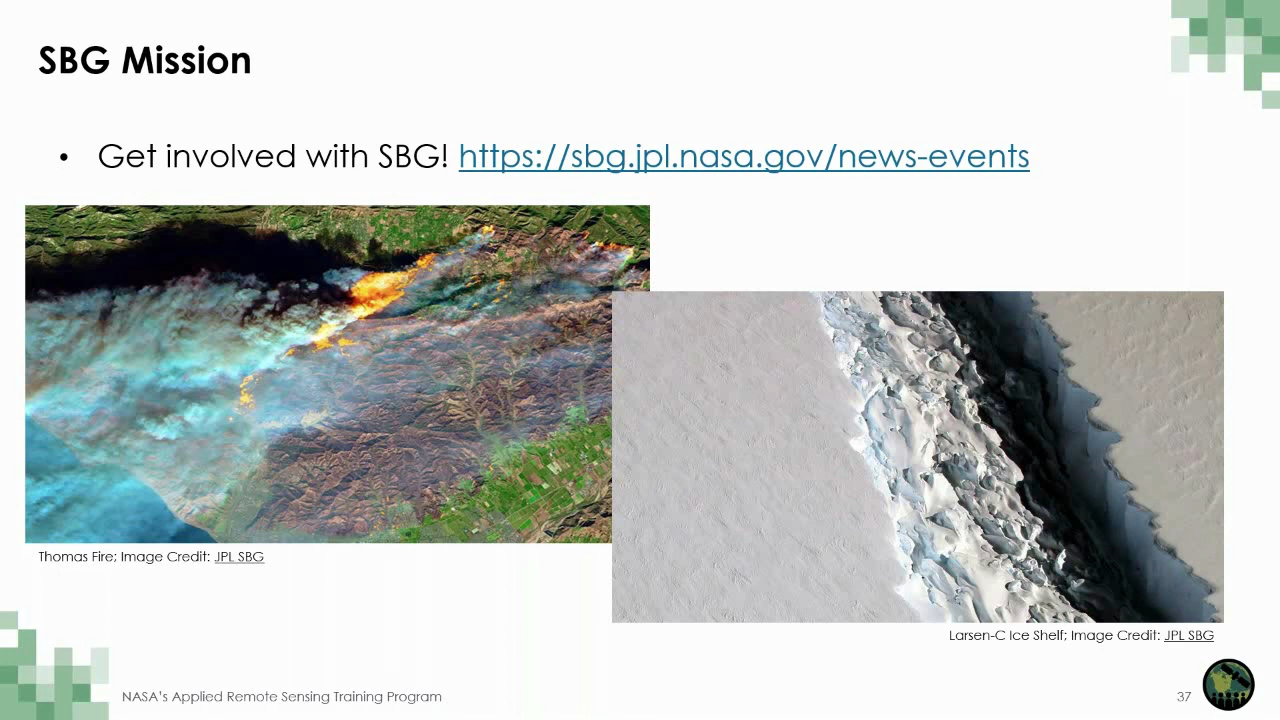 SBG Mission
• Get involved with SBG! https://sbg.jpl.nasa.gov/news-events
Thomas Fire; Image Credit: JPL SBG
Larsen-C Ice Shelf; Image Credit: JPL SBG
NASA's Applied Remote Sensing Training Program
37